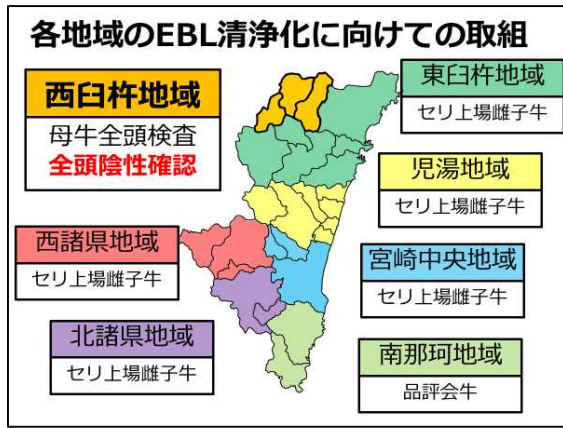 各地域のEBL清浄化に向けての取組
西臼杵地域
母牛全頭検査
全頭陰性確認
東臼杵地域
セリ上場雌子牛
児湯地域
セリ上場雌子牛
西諸県地域
セリ上場雌子牛
宮崎中央地域
セリ上場雌子牛
北諸県地域
セリ上場雌子牛
南那珂地域
品評会牛